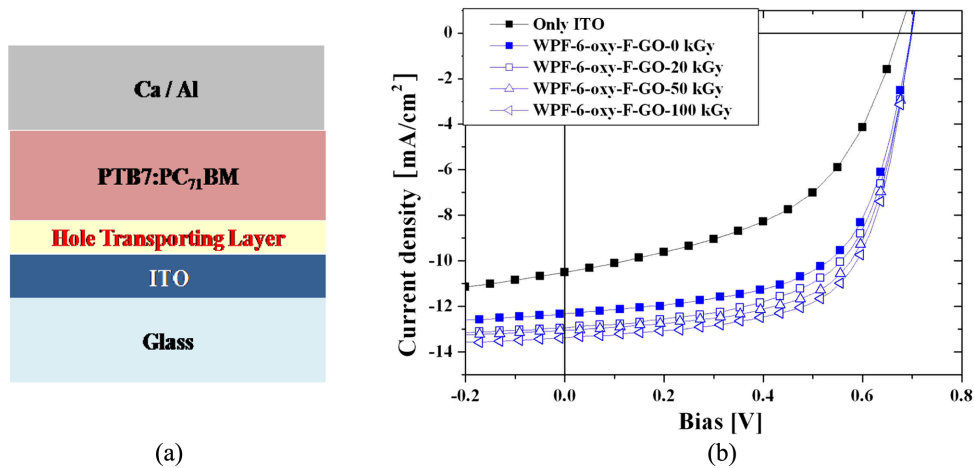 (a)
Ca / Al
PTB7:PC71BM
Hole Transporting Layer
ITO
Glass
(b)
Only ITO
WPF-6-oxy-F-GO-0 kGy
WPF-6-oxy-F-GO-20 kGy
WPF-6-oxy-F-GO-50 kGy
WPF-6-oxy-F-GO-100 kGy
Current density [mA/cm²]
0
-2
-4
-6
-8
-10
-12
-14
-0.2 0.0 0.2 0.4 0.6 0.8
Bias [V]
(a) (b)